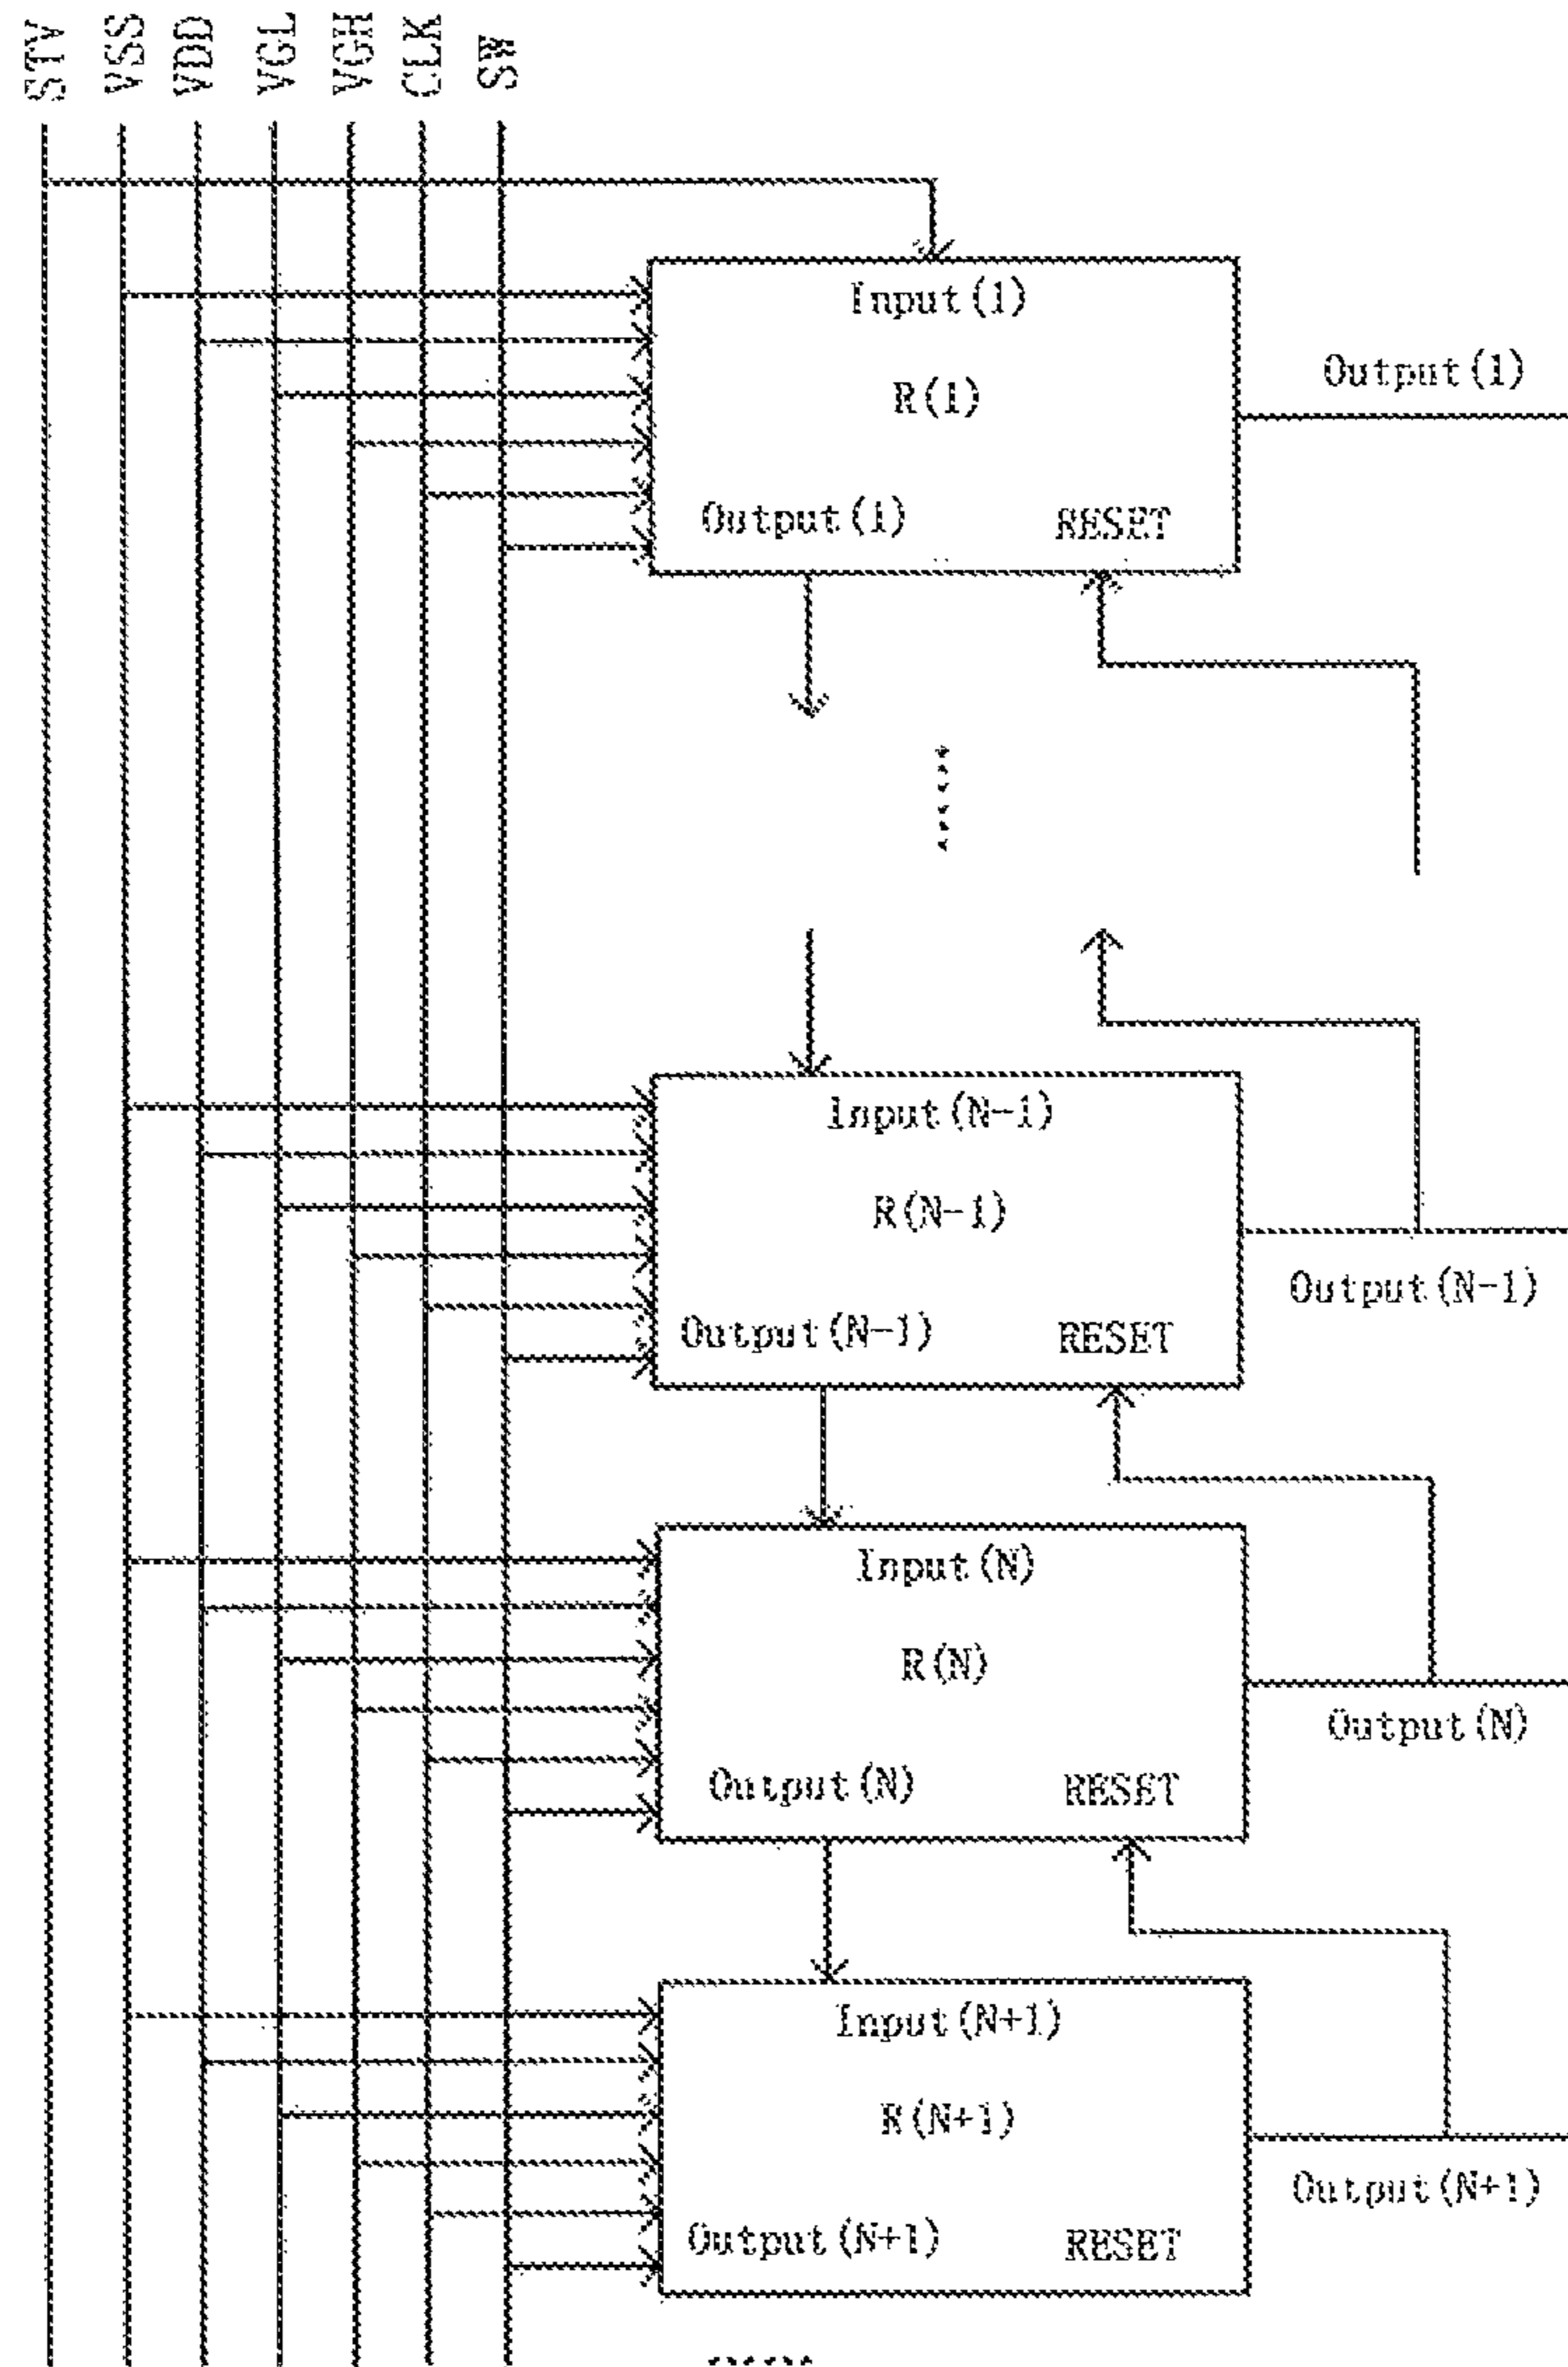 STV VSS VDD VGL VGH CLK SW
Input(1)
R(1)
Output(1)
Output(1) RESET
Input(N-1)
R(N-1)
Output(N-1)
Output(N-1) RESET
Input(N)
R(N)
Output(N)
Output(N) RESET
Input(N+1)
R(N+1)
Output(N+1)
Output(N+1) RESET